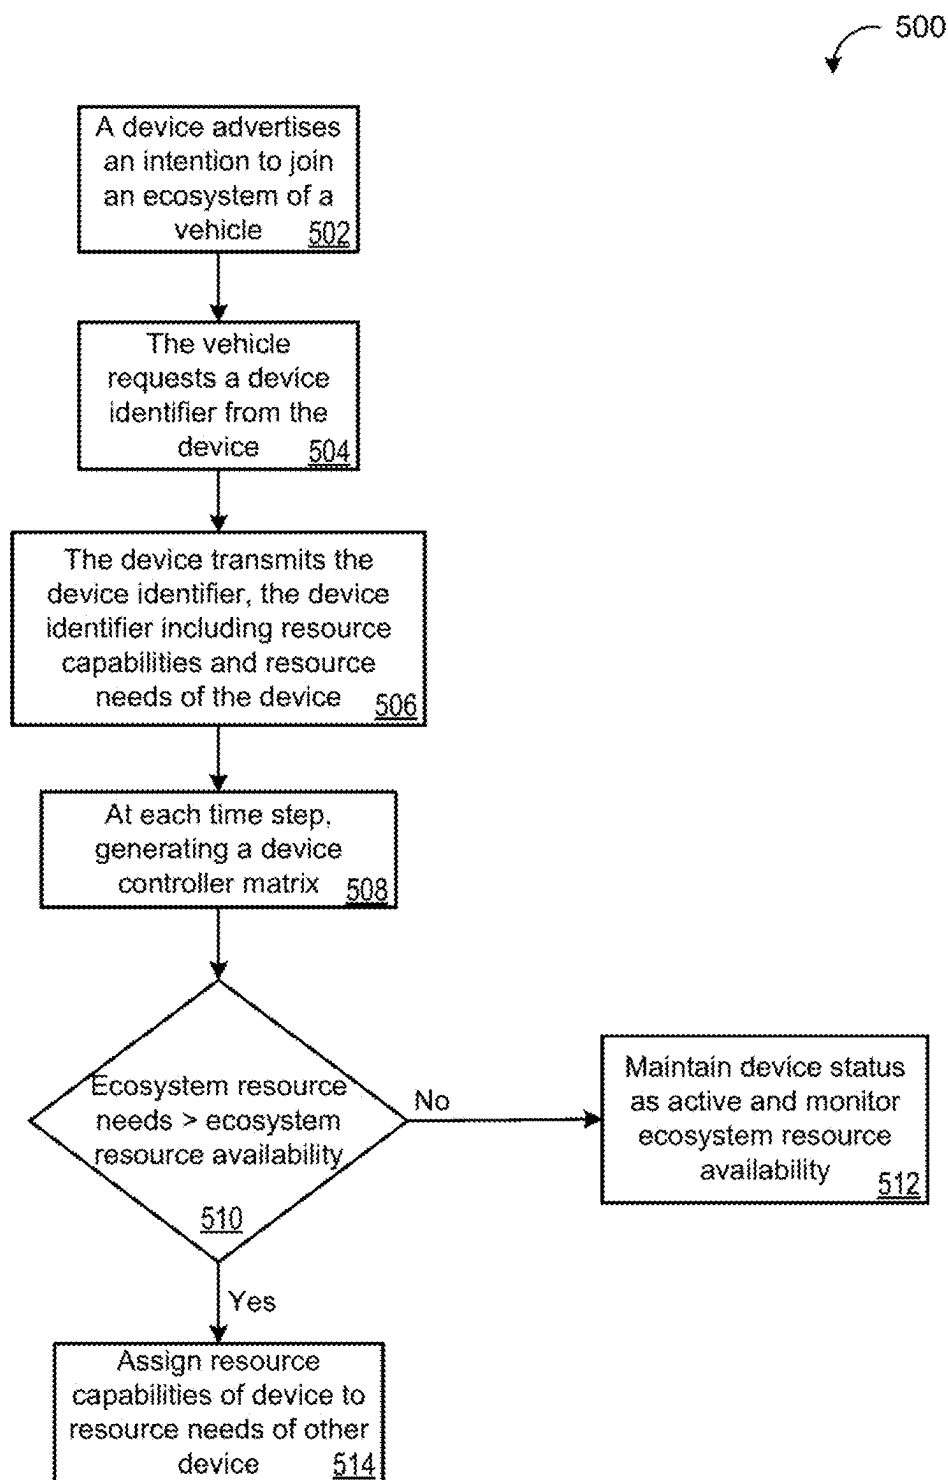 500
A device advertises
an intention to join
an ecosystem of a
vehicle 502
The vehicle
requests a device
identifier from the
device 504
The device transmits the
device identifier, the device
identifier including resource
capabilities and resource
needs of the device 506
At each time step,
generating a device
controller matrix 508
Ecosystem resource
needs > ecosystem
resource availability
510
No
Maintain device status
as active and monitor
ecosystem resource
availability 512
Yes
Assign resource
capabilities of device to
resource needs of other
device 514